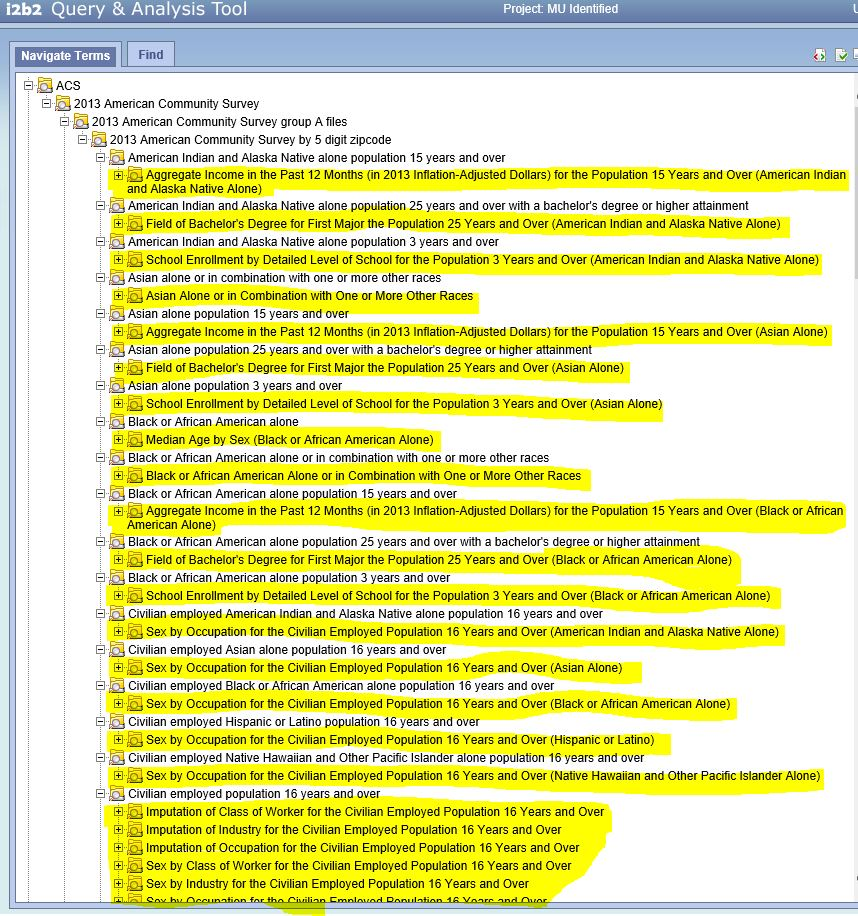 i2b2 Query & Analysis Tool
Project: MU Identified
Navigate Terms
Find
ACS
2013 American Community Survey
2013 American Community Survey group A files
2013 American Community Survey by 5 digit zipcode
American Indian and Alaska Native alone population 15 years and over
Aggregate Income in the Past 12 Months (in 2013 Inflation-Adjusted Dollars) for the Population 15 Years and Over (American Indian
and Alaska Native Alone)
American Indian and Alaska Native alone population 25 years and over with a bachelor's degree or higher attainment
Field of Bachelor's Degree for First Major the Population 25 Years and Over (American Indian and Alaska Native Alone)
American Indian and Alaska Native alone population 3 years and over
School Enrollment by Detailed Level of School for the Population 3 Years and Over (American Indian and Alaska Native Alone)
Asian alone or in combination with one or more other races
Asian Alone or in Combination with One or More Other Races
Asian alone population 15 years and over
Aggregate Income in the Past 12 Months (in 2013 Inflation-Adjusted Dollars) for the Population 15 Years and Over (Asian Alone)
Asian alone population 25 years and over with a bachelor's degree or higher attainment
Field of Bachelor's Degree for First Major the Population 25 Years and Over (Asian Alone)
Asian alone population 3 years and over
School Enrollment by Detailed Level of School for the Population 3 Years and Over (Asian Alone)
Black or African American alone
Median Age by Sex (Black or African American Alone)
Black or African American alone or in combination with one or more other races
Black or African American Alone or in Combination with One or More Other Races
Black or African American alone population 15 years and over
Aggregate Income in the Past 12 Months (in 2013 Inflation-Adjusted Dollars) for the Population 15 Years and Over (Black or African
American Alone)
Black or African American alone population 25 years and over with a bachelor's degree or higher attainment
Field of Bachelor's Degree for First Major the Population 25 Years and Over (Black or African American Alone)
Black or African American alone population 3 years and over
School Enrollment by Detailed Level of School for the Population 3 Years and Over (Black or African American Alone)
Civilian employed American Indian and Alaska Native alone population 16 years and over
Sex by Occupation for the Civilian Employed Population 16 Years and Over (American Indian and Alaska Native Alone)
Civilian employed Asian alone population 16 years and over
Sex by Occupation for the Civilian Employed Population 16 Years and Over (Asian Alone)
Civilian employed Black or African American alone population 16 years and over
Sex by Occupation for the Civilian Employed Population 16 Years and Over (Black or African American Alone)
Civilian employed Hispanic or Latino population 16 years and over
Sex by Occupation for the Civilian Employed Population 16 Years and Over (Hispanic or Latino)
Civilian employed Native Hawaiian and Other Pacific Islander alone population 16 years and over
Sex by Occupation for the Civilian Employed Population 16 Years and Over (Native Hawaiian and Other Pacific Islander Alone)
Civilian employed population 16 years and over
Imputation of Class of Worker for the Civilian Employed Population 16 Years and Over
Imputation of Industry for the Civilian Employed Population 16 Years and Over
Imputation of Occupation for the Civilian Employed Population 16 Years and Over
Sex by Class of Worker for the Civilian Employed Population 16 Years and Over
Sex by Industry for the Civilian Employed Population 16 Years and Over
Sex by Occupation for the Civilian Employed Population 16 Years and Over